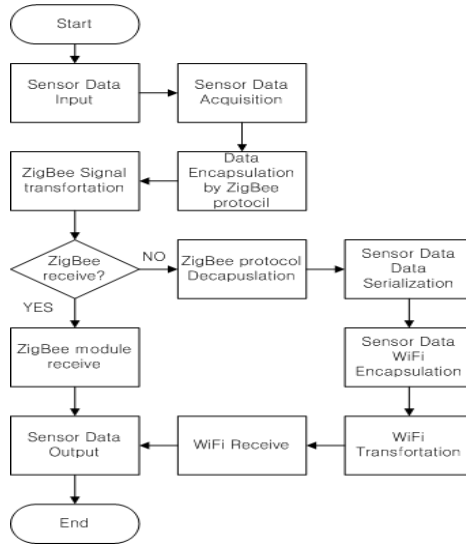 Start
Sensor Data
Input
Sensor Data
Acquisition
Data
Encapsulation
by ZigBee
protocil
ZigBee Signal
transfortation
ZigBee
receive?
NO
ZigBee protocol
Decapuslation
Sensor Data
Data
Serialization
YES
ZigBee module
receive
Sensor Data
WiFi
Encapsulation
Sensor Data
Output
WiFi Receive
WiFi
Transfortation
End